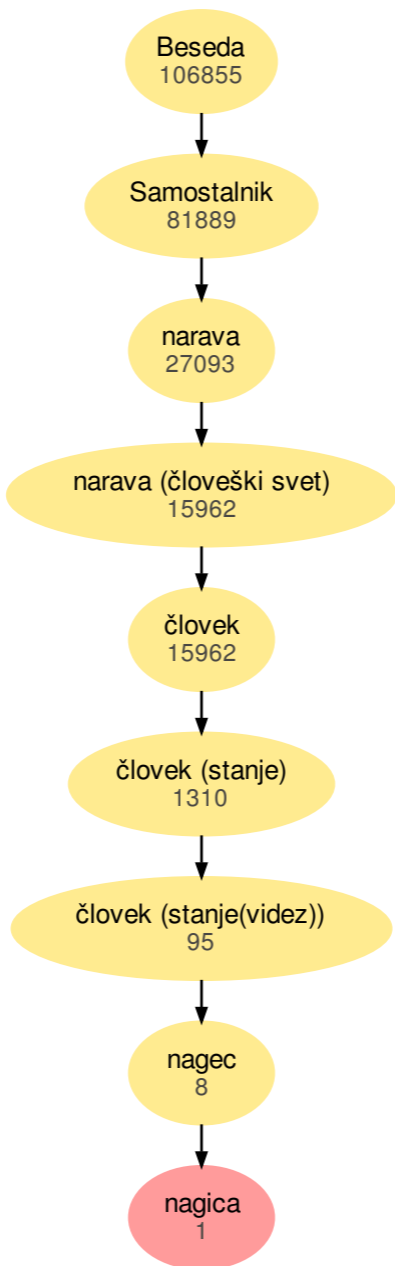 Beseda
106855
Samostalnik
81889
narava
27093
narava (človeški svet)
15962
človek
15962
človek (stanje)
1310
človek (stanje(videz))
95
nagec
8
nagica
1